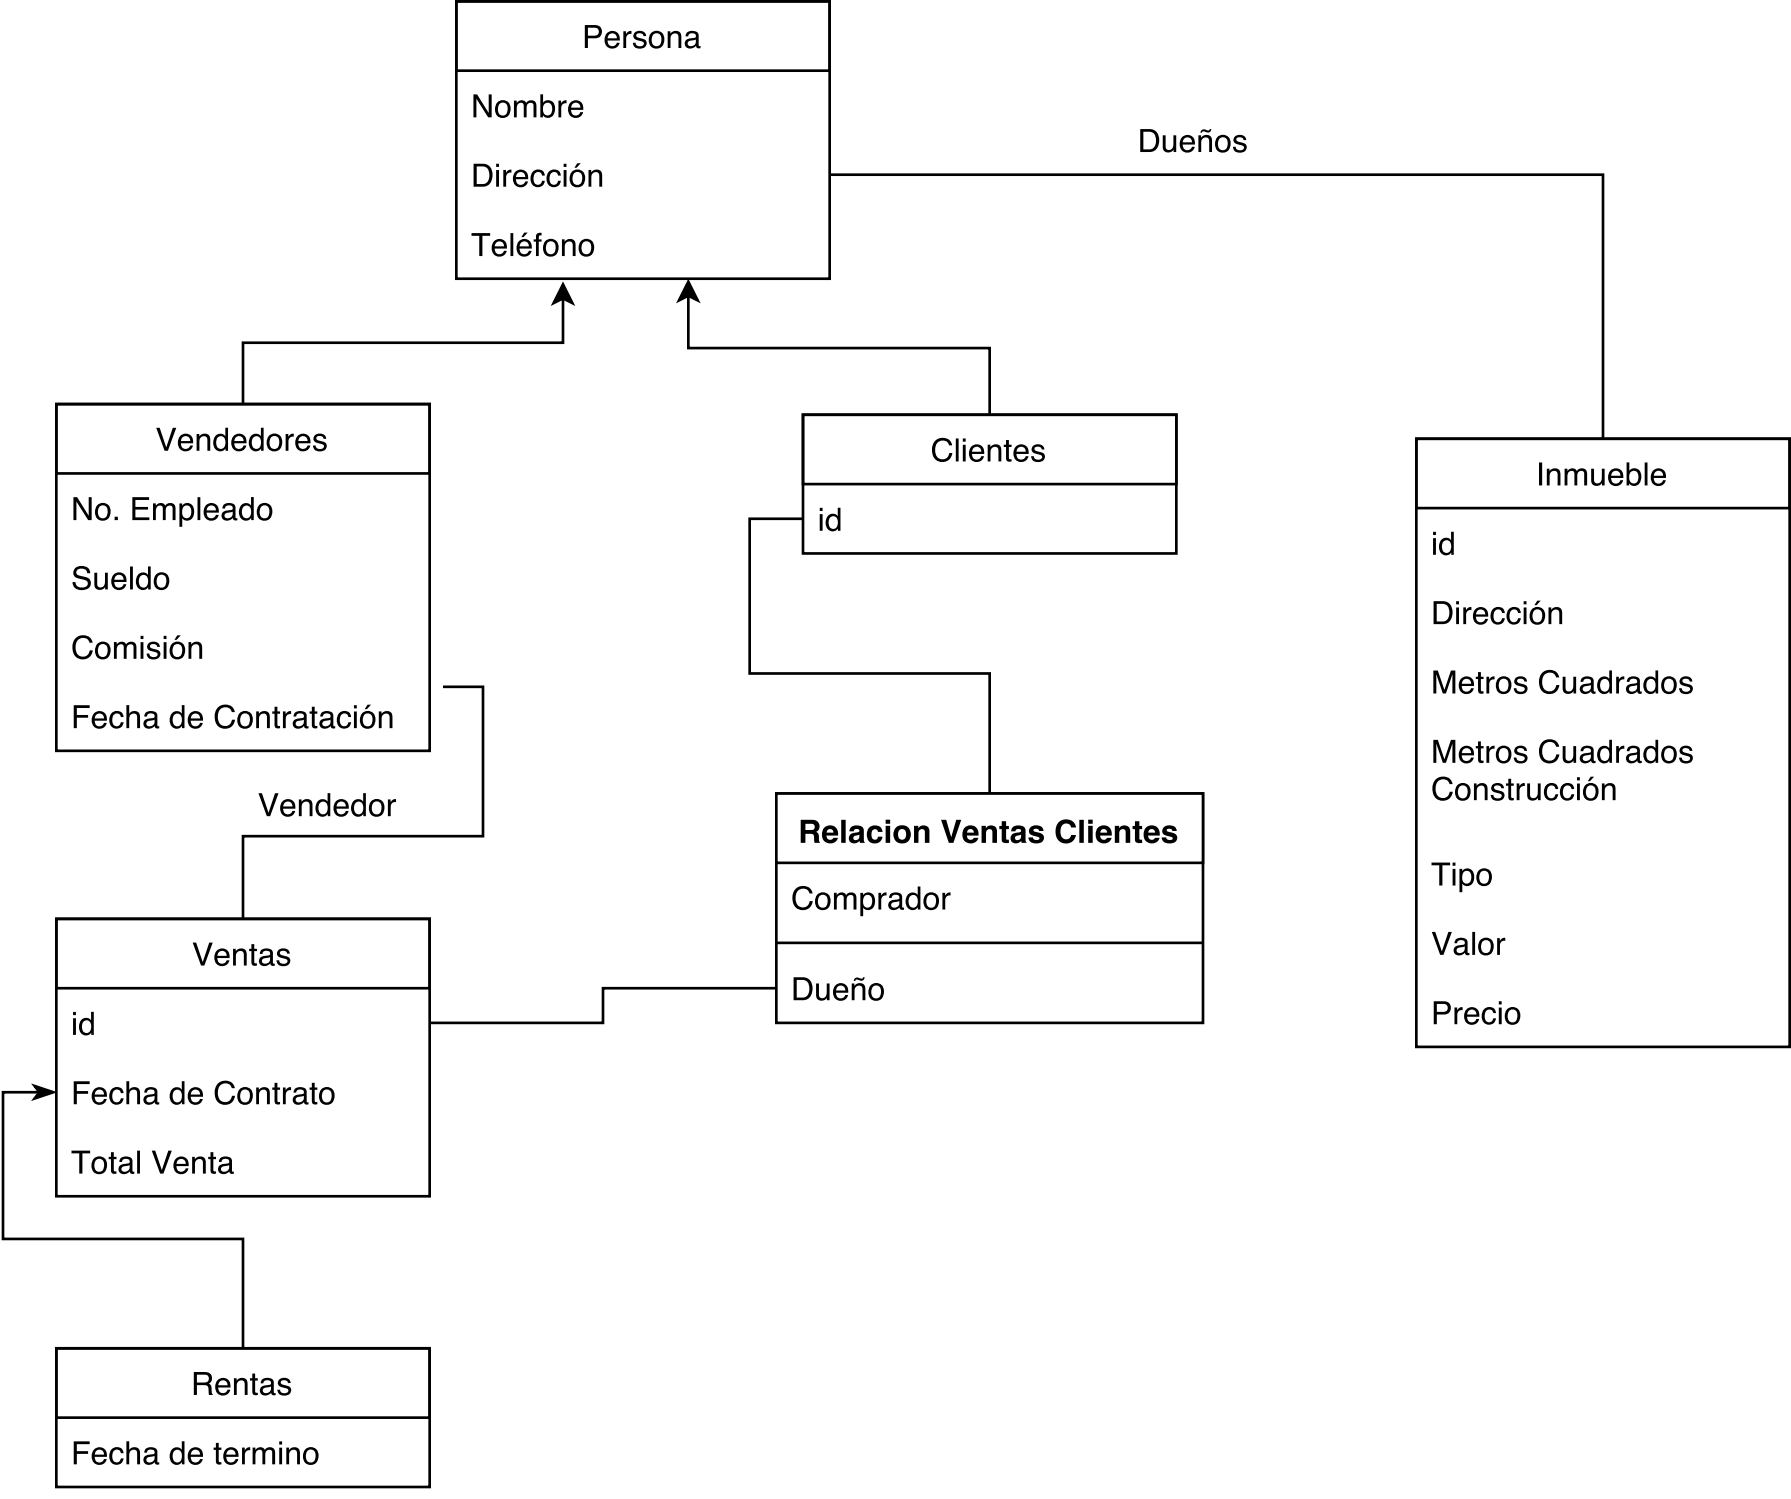 Persona
Nombre
Dirección
Teléfono
Dueños
Vendedores
No. Empleado
Sueldo
Comisión
Fecha de Contratación
Clientes
id
Inmueble
id
Dirección
Metros Cuadrados
Metros Cuadrados
Construcción
Tipo
Valor
Precio
Vendedor
Relacion Ventas Clientes
Comprador
Dueño
Ventas
id
Fecha de Contrato
Total Venta
Rentas
Fecha de termino